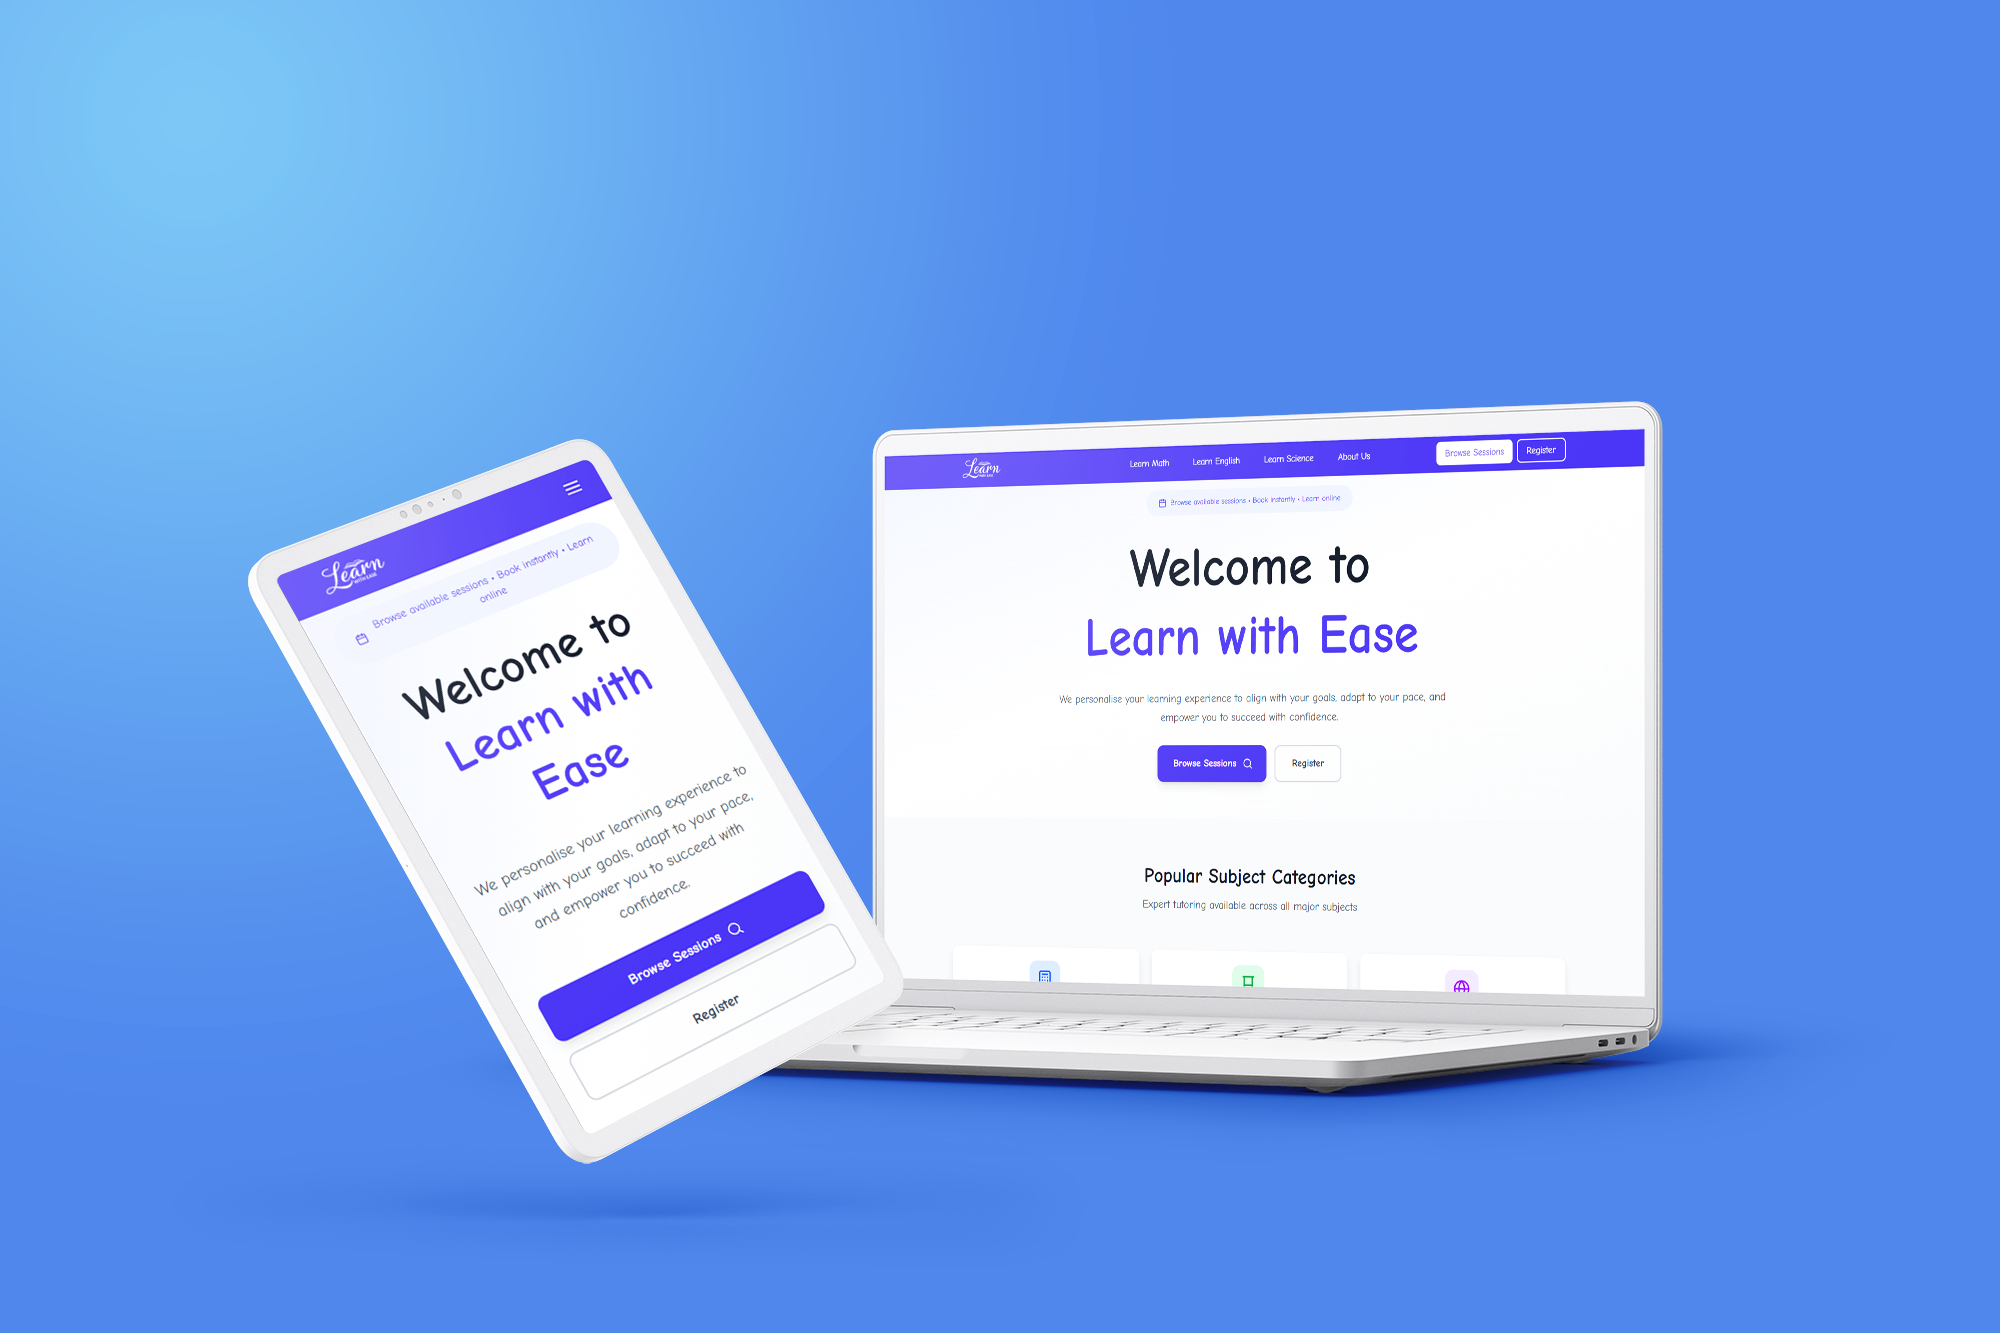 Learn
WITH EASE
Browse available sessions • Book instantly • Learn
online
Welcome to
Learn with
Ease
We personalise your learning experience to
align with your goals, adapt to your pace,
and empower you to succeed with
confidence.
Browse Sessions
Register
Learn
WITH EASE
Learn Math
Learn English
Learn Science
About Us
Browse Sessions
Register
Browse available sessions • Book instantly • Learn online
Welcome to
Learn with Ease
We personalise your learning experience to align with your goals, adapt to your pace, and
empower you to succeed with confidence.
Browse Sessions
Register
Popular Subject Categories
Expert tutoring available across all major subjects